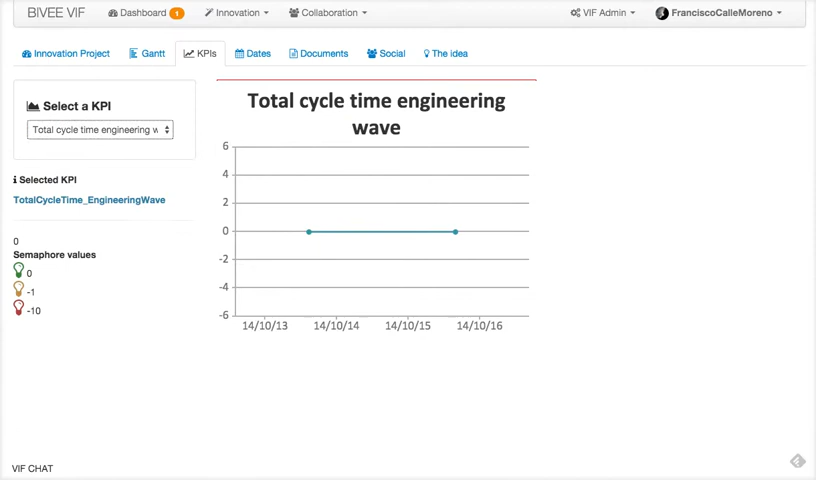 BIVEE VIF Dashboard 1 Innovation Collaboration VIF Admin FranciscoCalleMoreno
Innovation Project Gantt KPIs Dates Documents Social The idea
Select a KPI
Total cycle time engineering w
Selected KPI
TotalCycleTime_EngineeringWave
0
Semaphore values
0
-1
-10
Total cycle time engineering
wave
6
4
2
0
-2
-4
-6
14/10/13 14/10/14 14/10/15 14/10/16
VIF CHAT